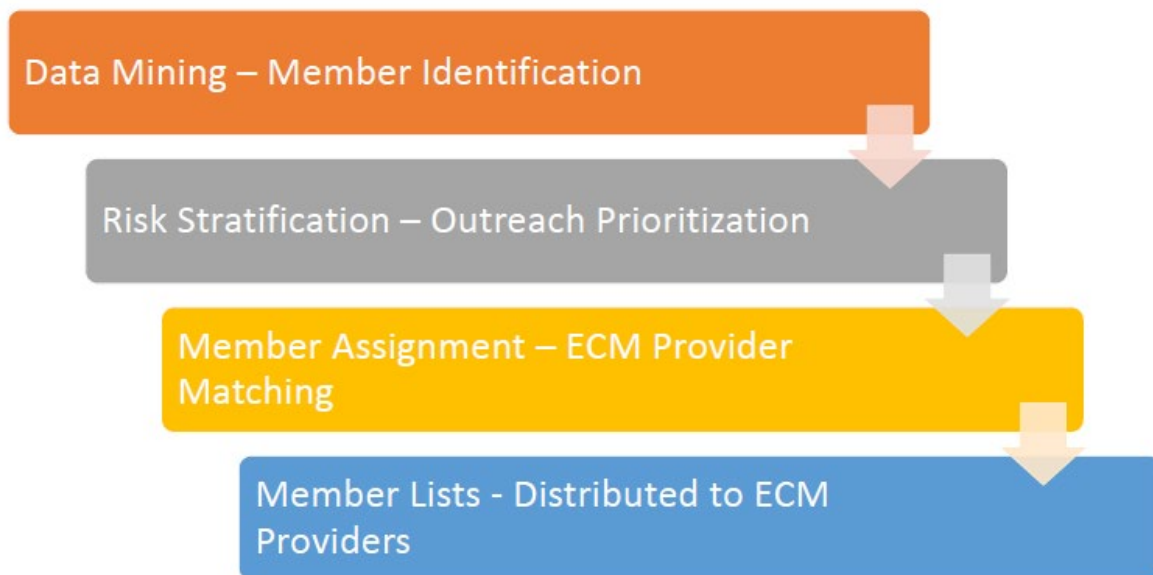 Data Mining – Member Identification
Risk Stratification – Outreach Prioritization
Member Assignment – ECM Provider
Matching
Member Lists - Distributed to ECM
Providers